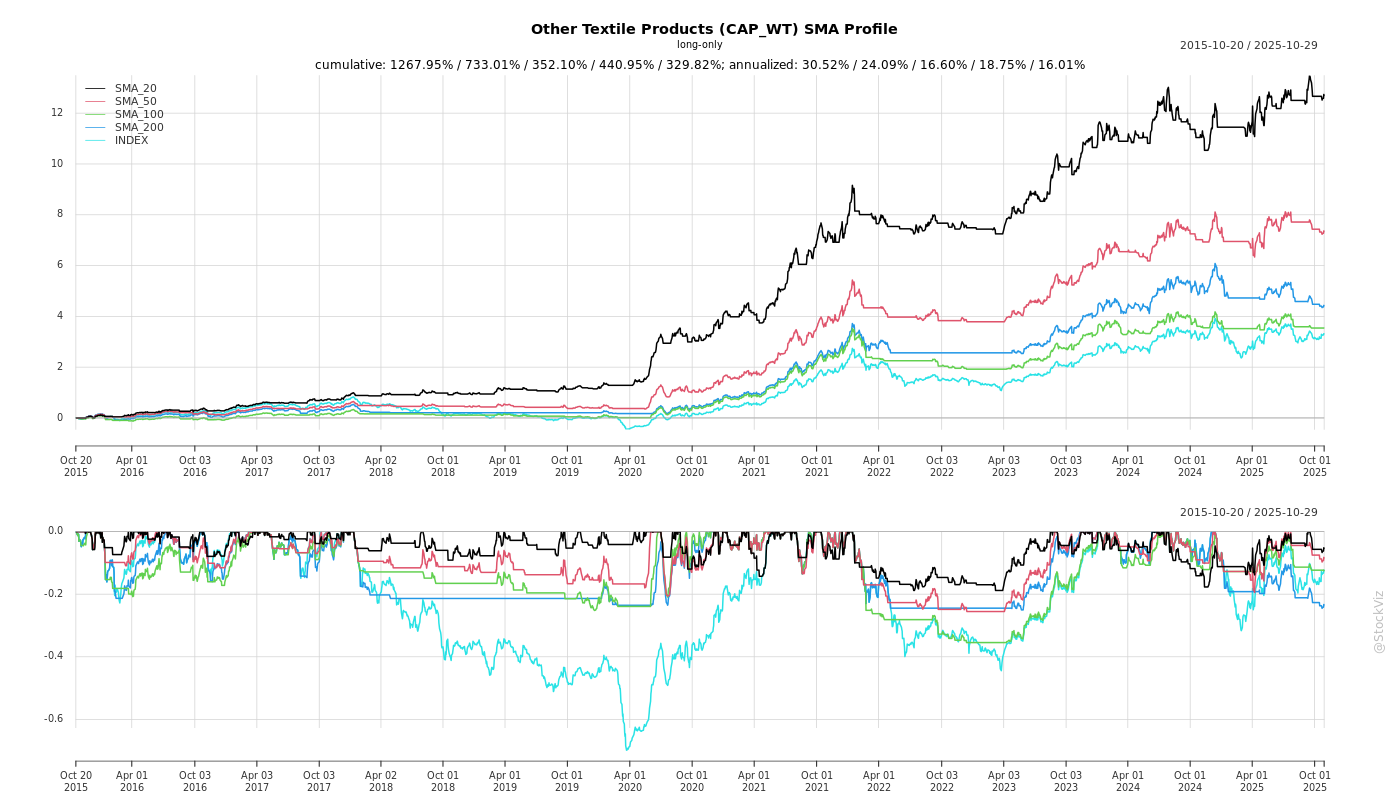 Other Textile Products (CAP_WT) SMA Profile
long-only
2015-10-20 / 2025-10-29
cumulative: 1267.95% / 733.01% / 352.10% / 440.95% / 329.82%; annualized: 30.52% / 24.09% / 16.60% / 18.75% / 16.01%
SMA_20
SMA_50
SMA_100
SMA_200
INDEX
12
10
8
6
4
2
0
Oct 20 Apr 01 Oct 03 Apr 03 Oct 03 Apr 02 Oct 01 Apr 01 Oct 01 Apr 01 Oct 01 Apr 01 Oct 01 Apr 01 Oct 03 Apr 03 Oct 03 Apr 01 Oct 01 Apr 01 Oct 01
2015 2016 2016 2017 2017 2018 2018 2019 2019 2020 2020 2021 2021 2022 2022 2023 2023 2024 2024 2025 2025
2015-10-20 / 2025-10-29
0.0
-0.2
-0.4
-0.6
Oct 20 Apr 01 Oct 03 Apr 03 Oct 03 Apr 02 Oct 01 Apr 01 Oct 01 Apr 01 Oct 01 Apr 01 Oct 01 Apr 01 Oct 03 Apr 03 Oct 03 Apr 01 Oct 01 Apr 01 Oct 01
2015 2016 2016 2017 2017 2018 2018 2019 2019 2020 2020 2021 2021 2022 2022 2023 2023 2024 2024 2025 2025
@StockViz